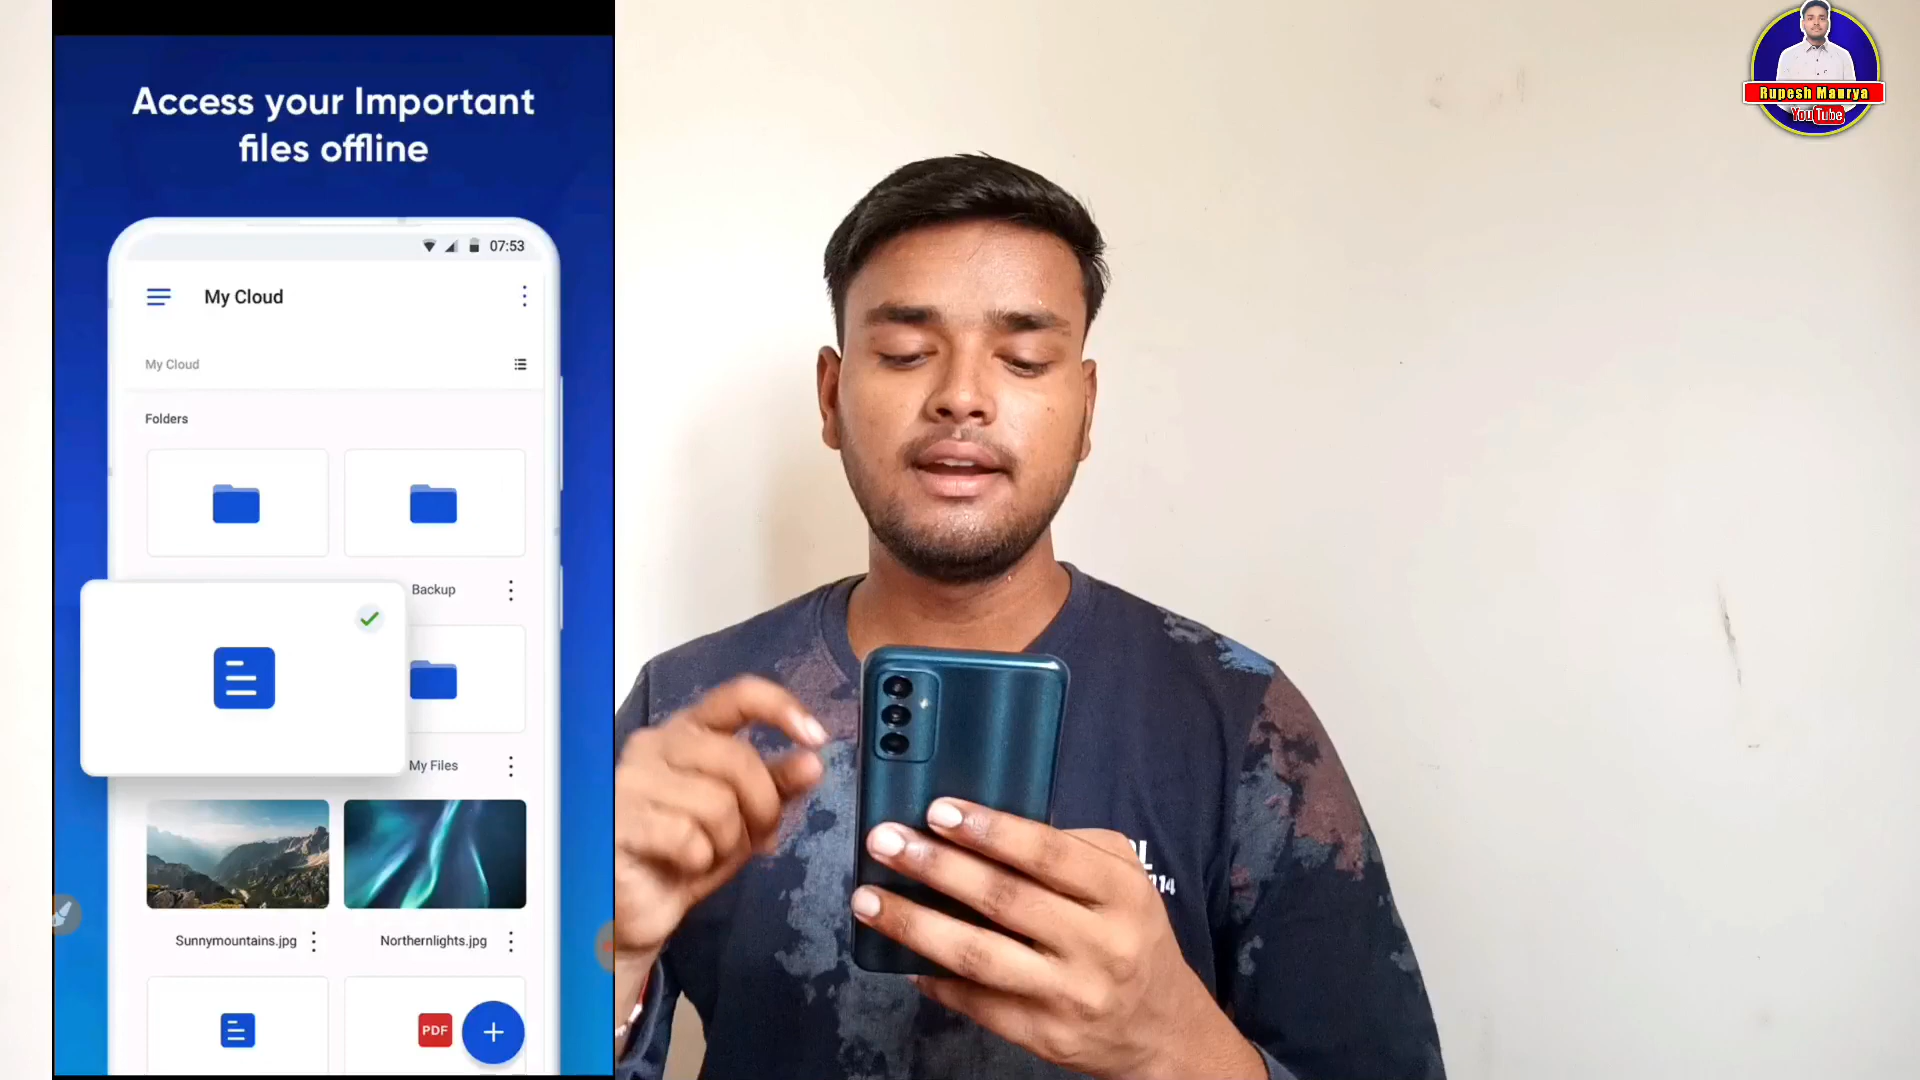 Access your Important
files offline
07:53
My Cloud
My Cloud
Folders
Backup
My Files
Sunnymountains.jpg
Northernlights.jpg
PDF
Rupesh Maurya
YouTube
14